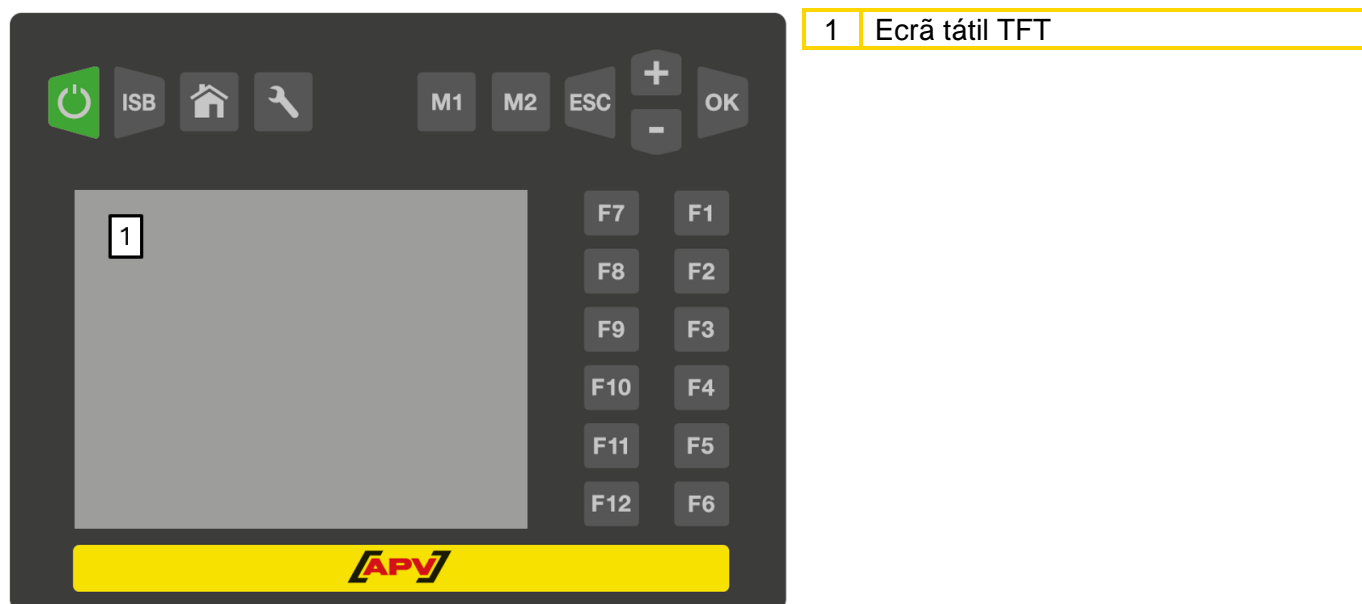 1 Ecrã tátil TFT
ISB M1 M2 ESC + OK
-
1
F7 F1
F8 F2
F9 F3
F10 F4
F11 F5
F12 F6
APV